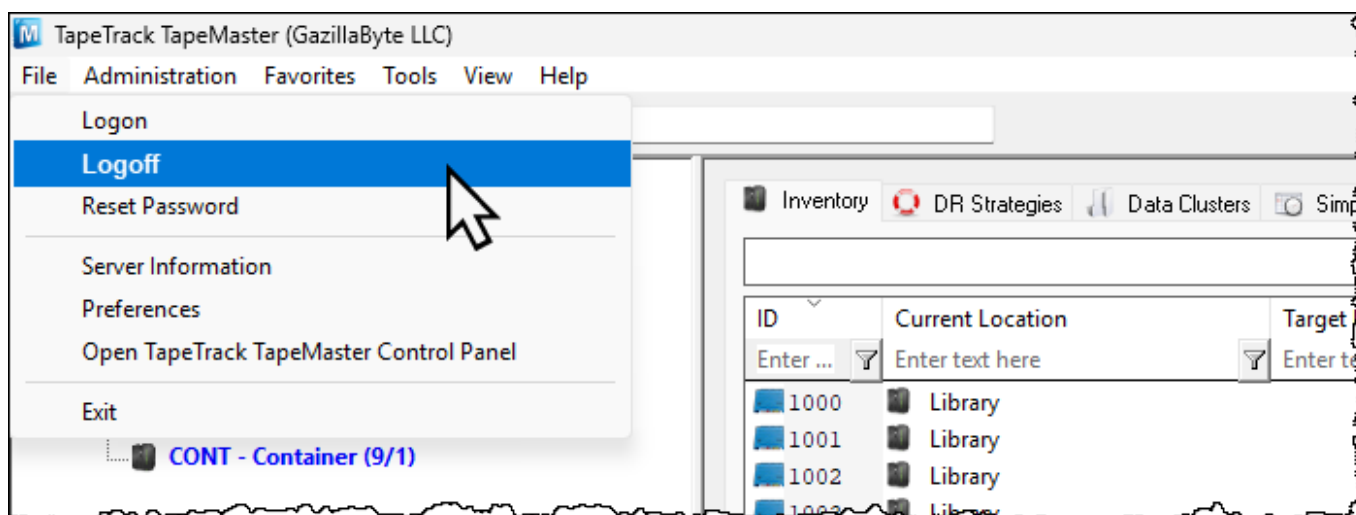 TapeTrack TapeMaster (GazillaByte LLC)
File Administration Favorites Tools View Help
Logon
Logoff
Reset Password
Server Information
Preferences
Open TapeTrack TapeMaster Control Panel
Exit
CONT - Container (9/1)
Inventory DR Strategies Data Clusters
ID Current Location Target
Enter ... Enter text here Enter
1000 Library
1001 Library
1002 Library